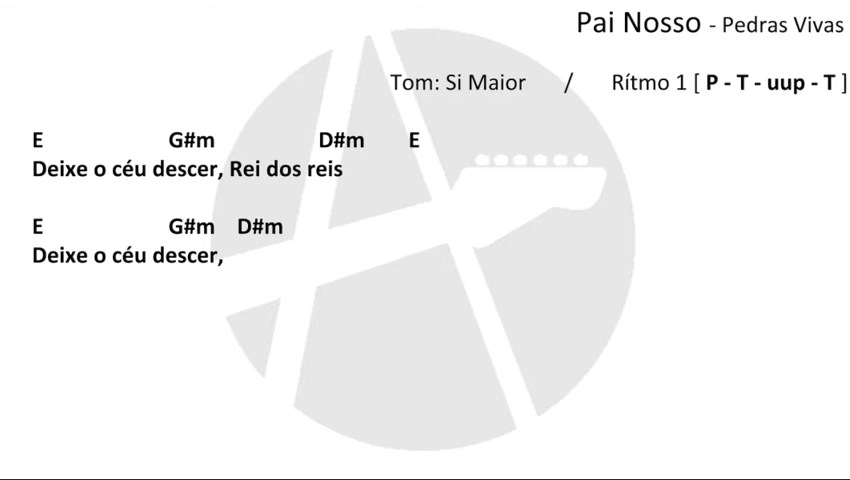 Pai Nosso - Pedras Vivas
Tom: Si Maior / Rítmo 1 [ P - T - uup - T ]
E G#m D#m E
Deixe o céu descer, Rei dos reis
E G#m D#m
Deixe o céu descer,